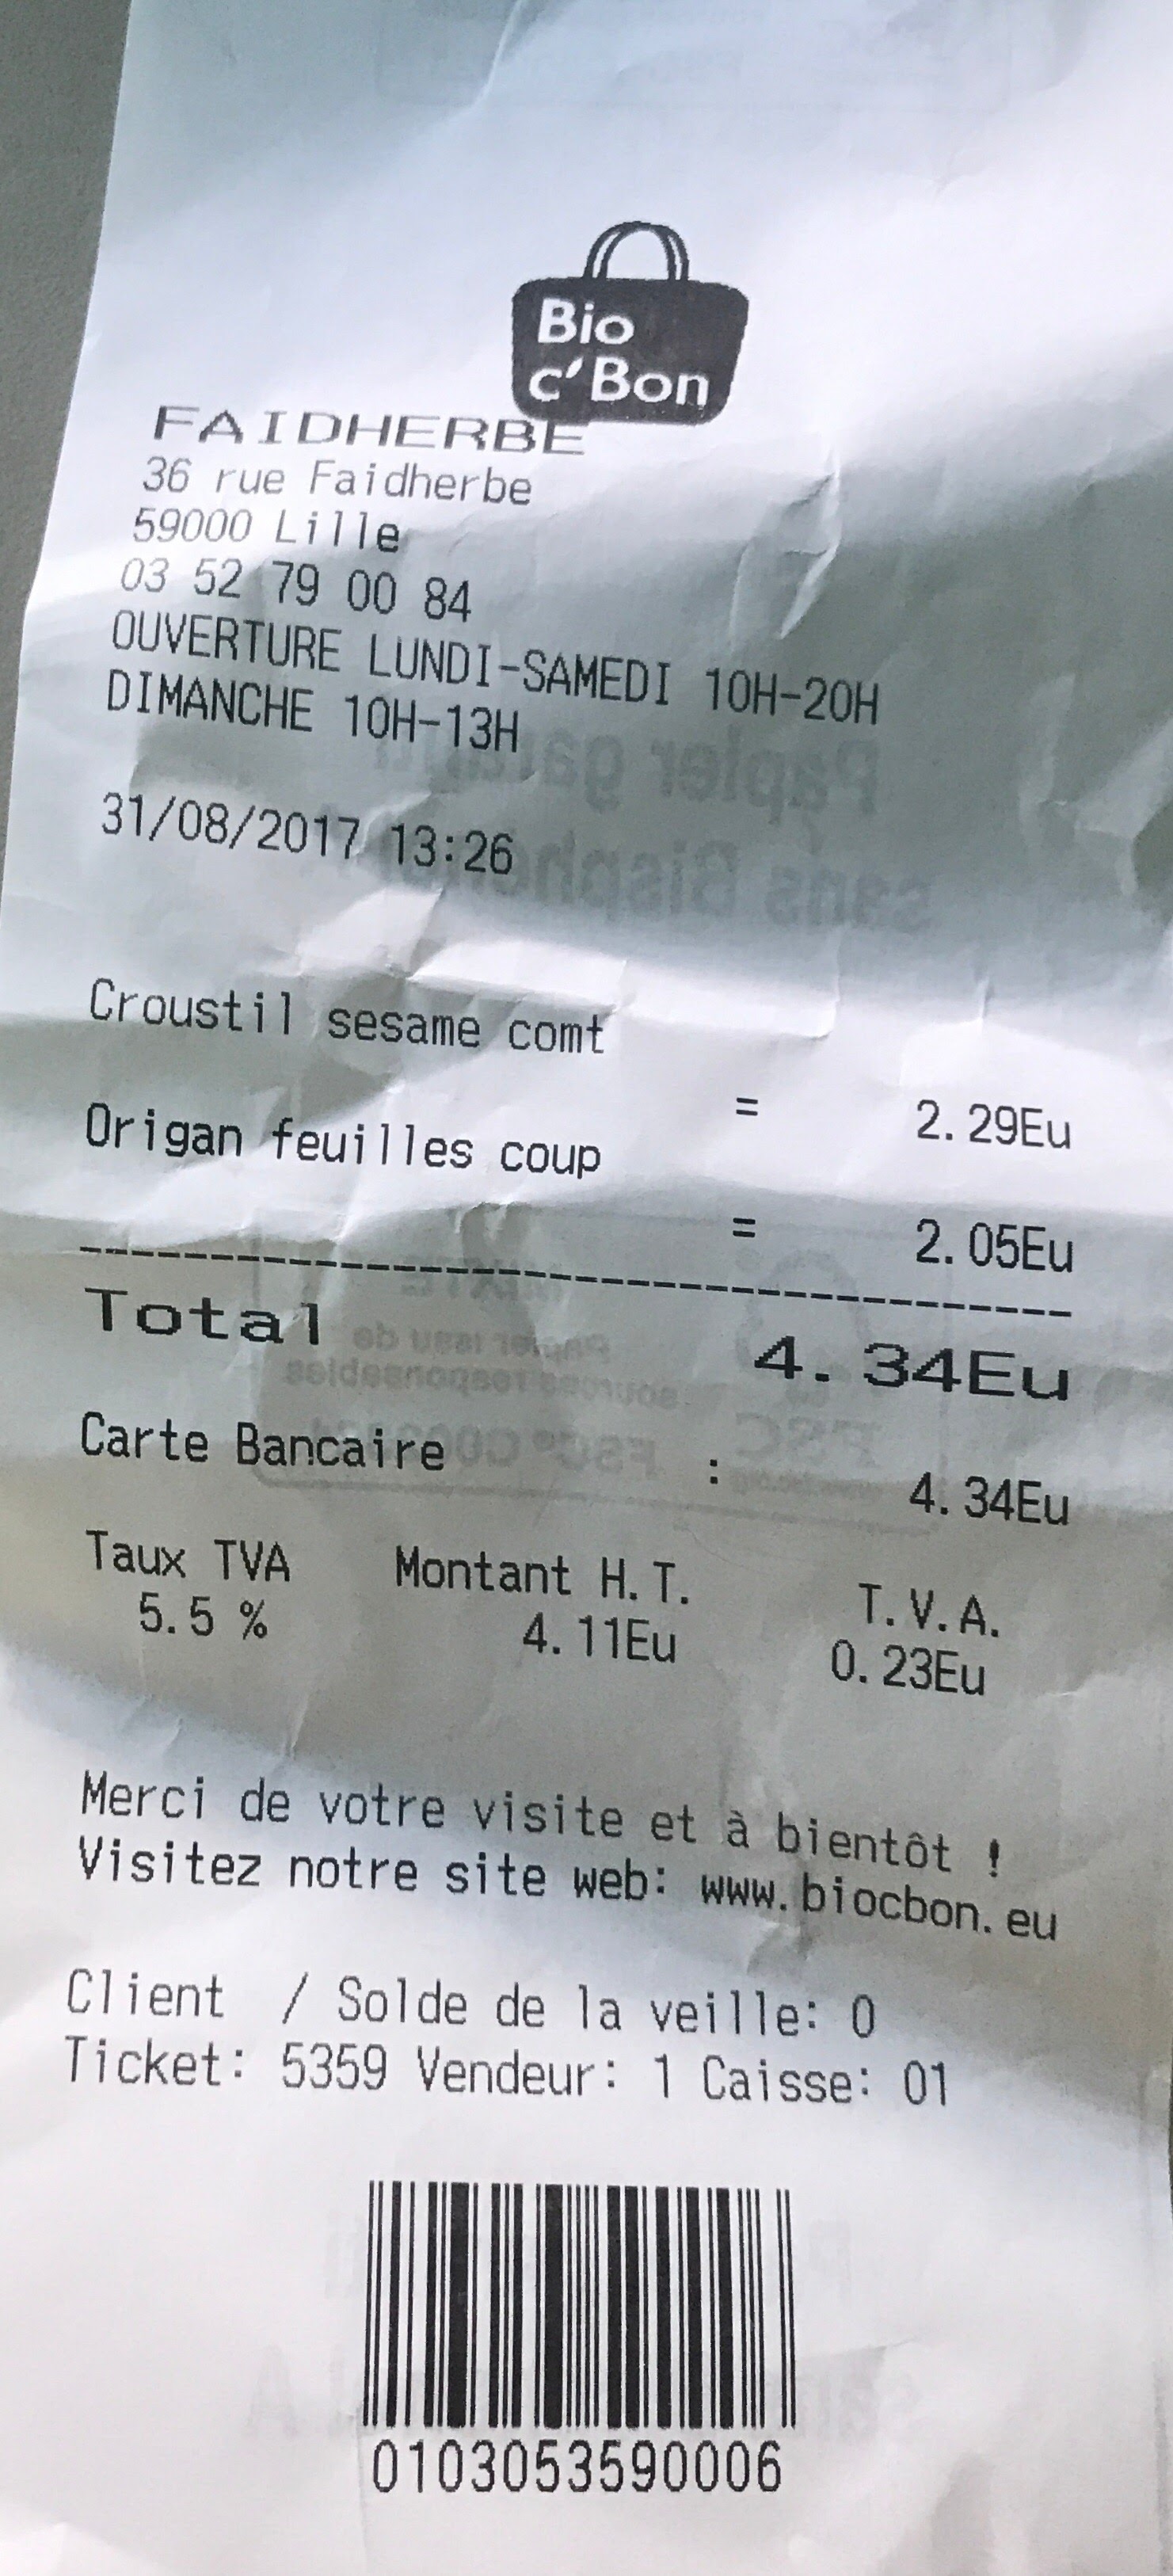 Bio
c'Bon
FAIDHERBE
36 rue Faidherbe
59000 Lille
03 52 79 00 84
OUVERTURE LUNDI-SAMEDI 10H-20H
DIMANCHE 10H-13H
31/08/2017 13:26
Croustil sesame comt
= 2.29Eu
Origan feuilles coup
= 2.05Eu
Total 4.34Eu
Carte Bancaire : 4.34Eu
Taux TVA Montant H.T. T.V.A.
5.5 % 4.11Eu 0.23Eu
Merci de votre visite et à bientôt !
Visitez notre site web: www.biocbon.eu
Client / Solde de la veille: 0
Ticket: 5359 Vendeur: 1 Caisse: 01
0103053590006